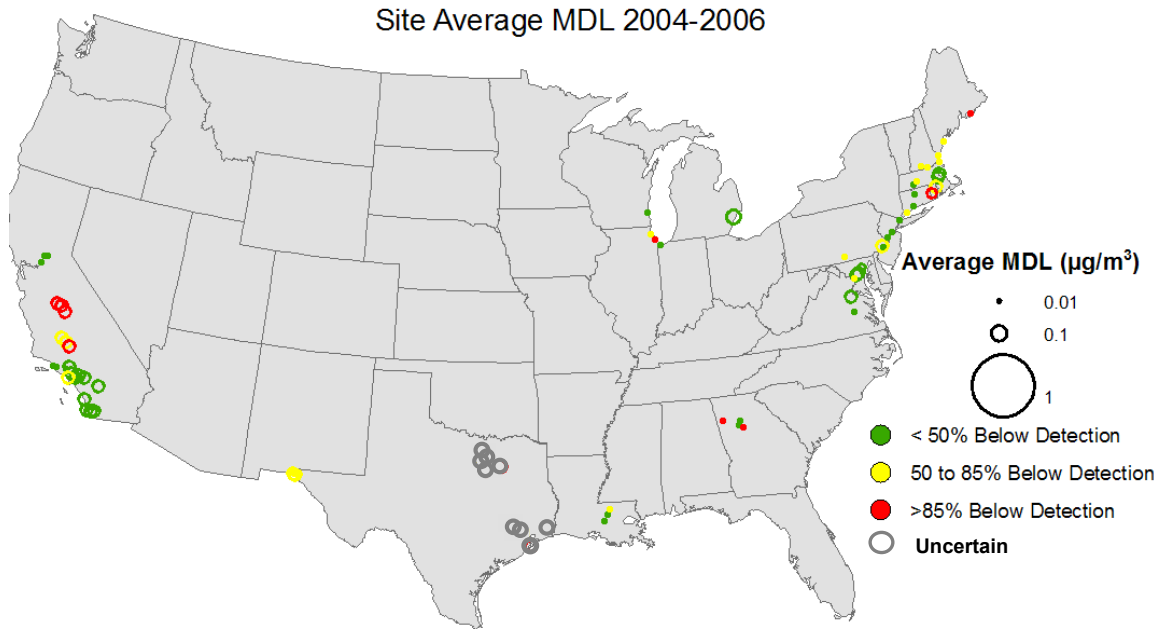 Site Average MDL 2004-2006
Average MDL (µg/m³)
0.01
0.1
1
< 50% Below Detection
50 to 85% Below Detection
>85% Below Detection
Uncertain